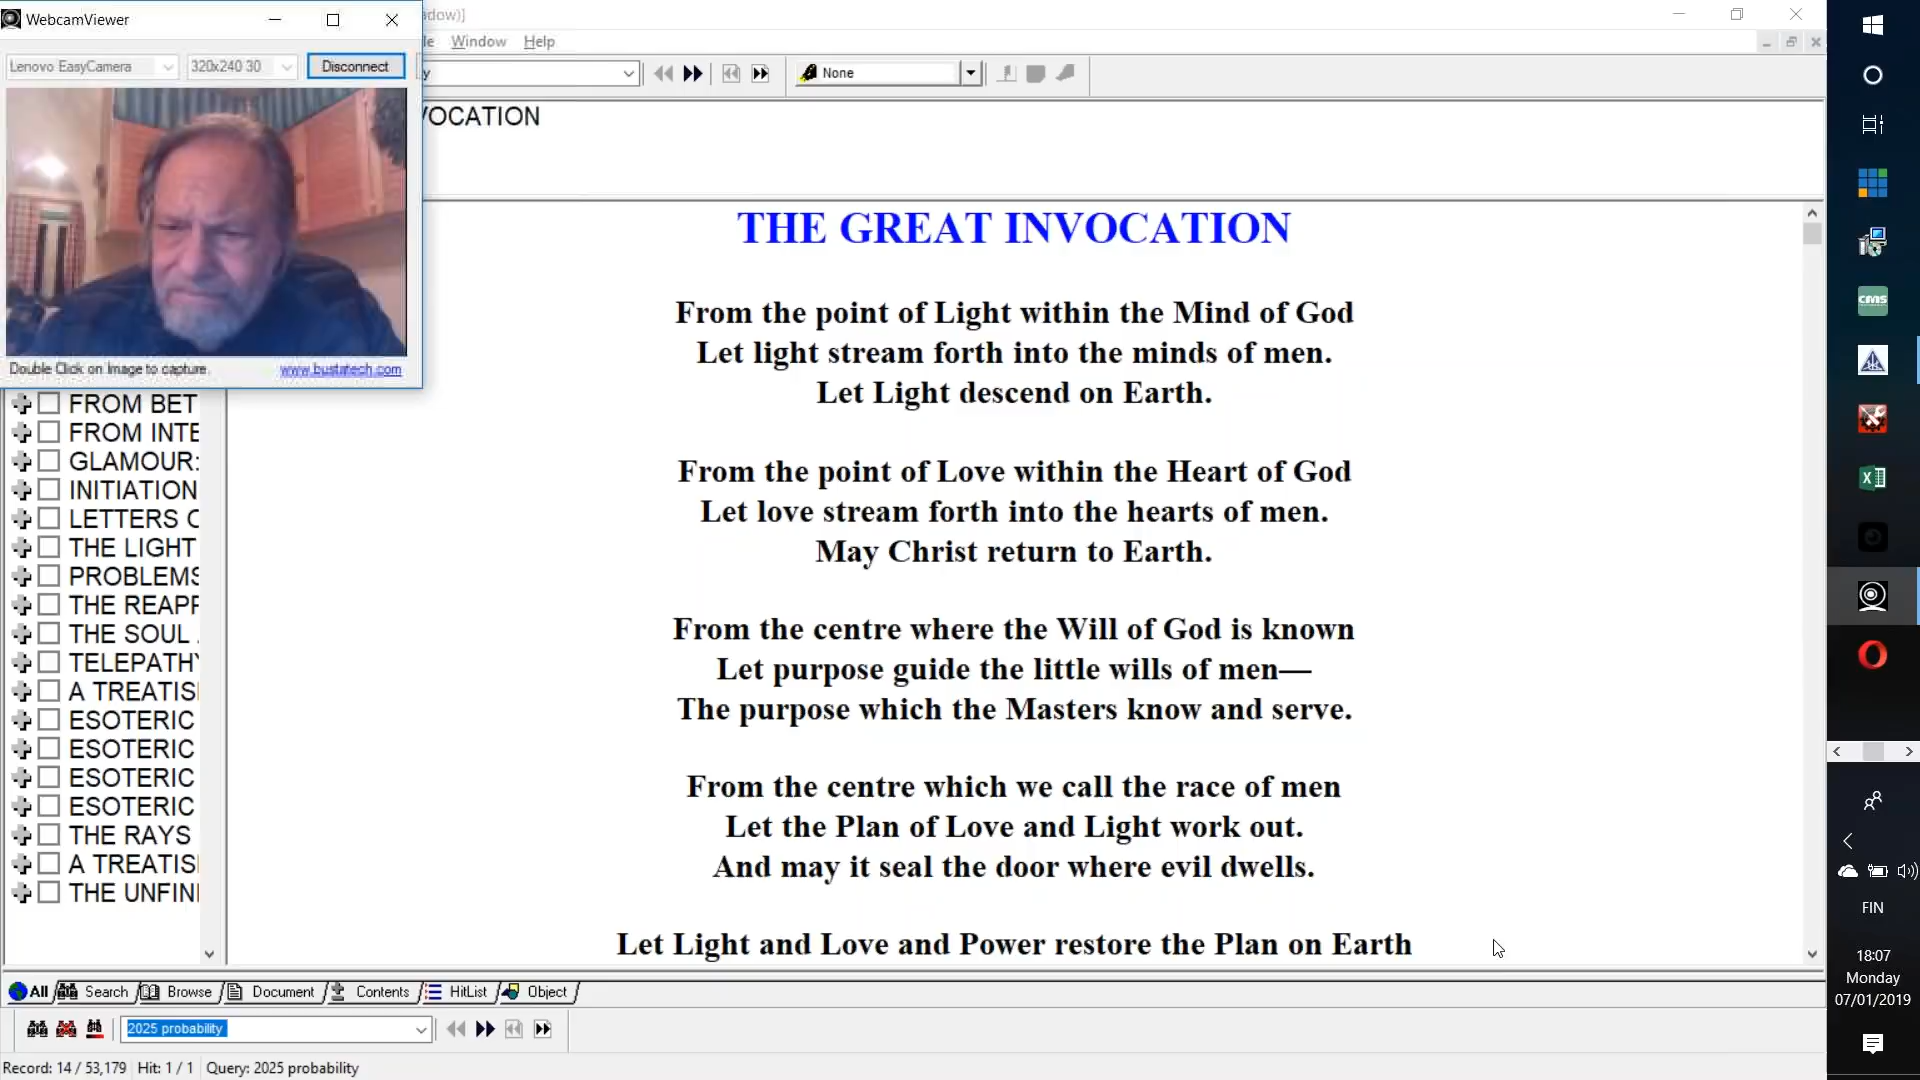 WebcamViewer
adow)]
le Window Help
Lenovo EasyCamera 320x240 30 Disconnect
y
None
VOCATION
Double Click on Image to capture. www.bustatech.com
THE GREAT INVOCATION
From the point of Light within the Mind of God
Let light stream forth into the minds of men.
Let Light descend on Earth.
From the point of Love within the Heart of God
Let love stream forth into the hearts of men.
May Christ return to Earth.
From the centre where the Will of God is known
Let purpose guide the little wills of men—
The purpose which the Masters know and serve.
From the centre which we call the race of men
Let the Plan of Love and Light work out.
And may it seal the door where evil dwells.
Let Light and Love and Power restore the Plan on Earth
FROM BET
FROM INTE
GLAMOUR:
INITIATION
LETTERS O
THE LIGHT
PROBLEMS
THE REAPP
THE SOUL
TELEPATHY
A TREATIS
ESOTERIC
ESOTERIC
ESOTERIC
ESOTERIC
THE RAYS
A TREATIS
THE UNFIN
All Search Browse Document Contents HitList Object
2025 probability
Record: 14 / 53,179 Hit: 1 / 1 Query: 2025 probability
cms
FIN
18:07
Monday
07/01/2019